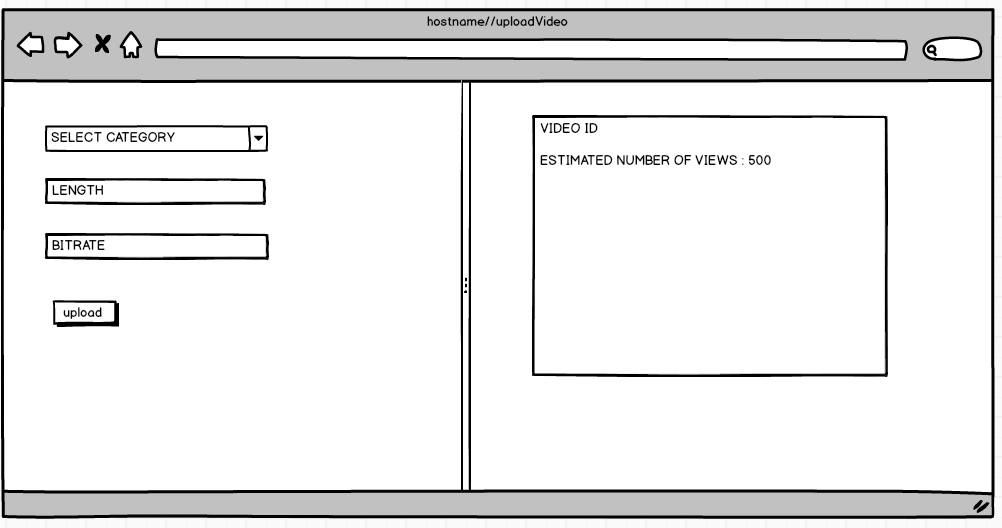 hostname//uploadVideo
SELECT CATEGORY
LENGTH
BITRATE
upload
VIDEO ID
ESTIMATED NUMBER OF VIEWS : 500